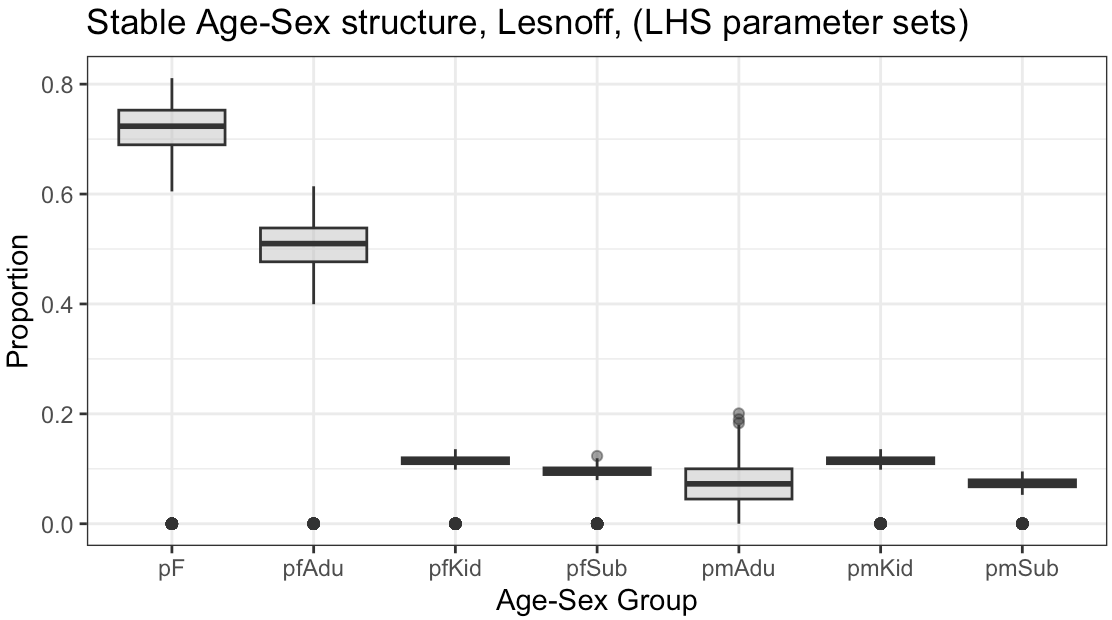 Stable Age-Sex structure, Lesnoff, (LHS parameter sets)
Proportion
0.8
0.6
0.4
0.2
0.0
pF pfAdu pfKid pfSub pmAdu pmKid pmSub
Age-Sex Group